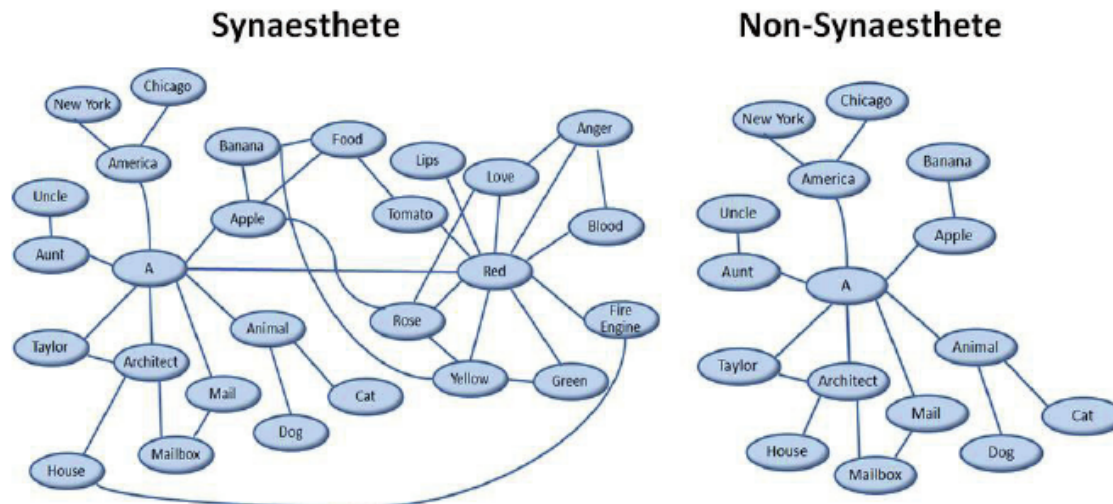 Synaesthete
Non-Synaesthete
New York
Chicago
America
Uncle
Aunt
A
Banana
Food
Apple
Tomato
Lips
Love
Anger
Blood
Red
Fire
Engine
Rose
Animal
Taylor
Architect
Mail
Yellow
Green
Cat
Dog
Mailbox
House
New York
Chicago
America
Banana
Uncle
Apple
Aunt
A
Taylor
Architect
Animal
Mail
Cat
House
Dog
Mailbox